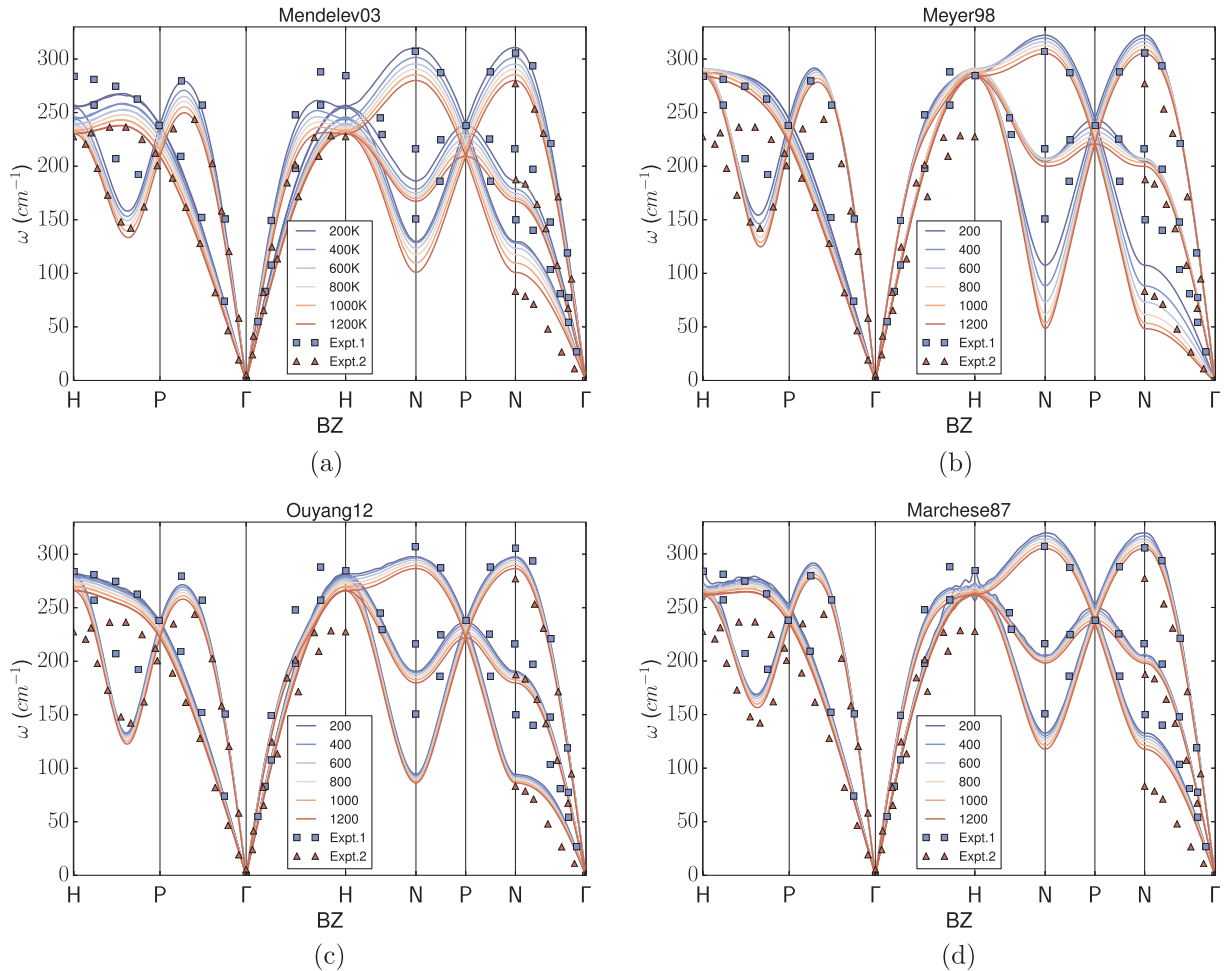 Mendelev03
300
250
200
150
100
50
0
ω (cm⁻¹)
200K
400K
600K
800K
1000K
1200K
Expt.1
Expt.2
H P Γ H N P N Γ
BZ
(a)
Meyer98
300
250
200
150
100
50
0
ω (cm⁻¹)
200
400
600
800
1000
1200
Expt.1
Expt.2
H P Γ H N P N Γ
BZ
(b)
Ouyang12
300
250
200
150
100
50
0
ω (cm⁻¹)
200
400
600
800
1000
1200
Expt.1
Expt.2
H P Γ H N P N Γ
BZ
(c)
Marchese87
300
250
200
150
100
50
0
ω (cm⁻¹)
200
400
600
800
1000
1200
Expt.1
Expt.2
H P Γ H N P N Γ
BZ
(d)